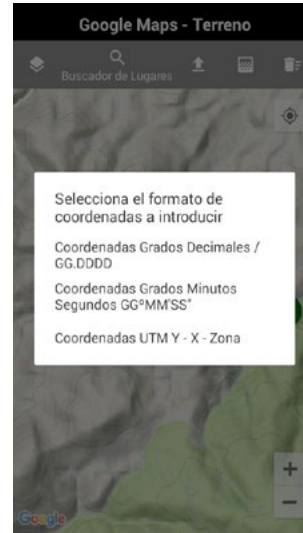 Google Maps - Terreno
Buscador de Lugares
Selecciona el formato de
coordenadas a introducir
Coordenadas Grados Decimales /
GG.DDDD
Coordenadas Grados Minutos
Segundos GGºMM'SS"
Coordenadas UTM Y - X - Zona
+
−
Google